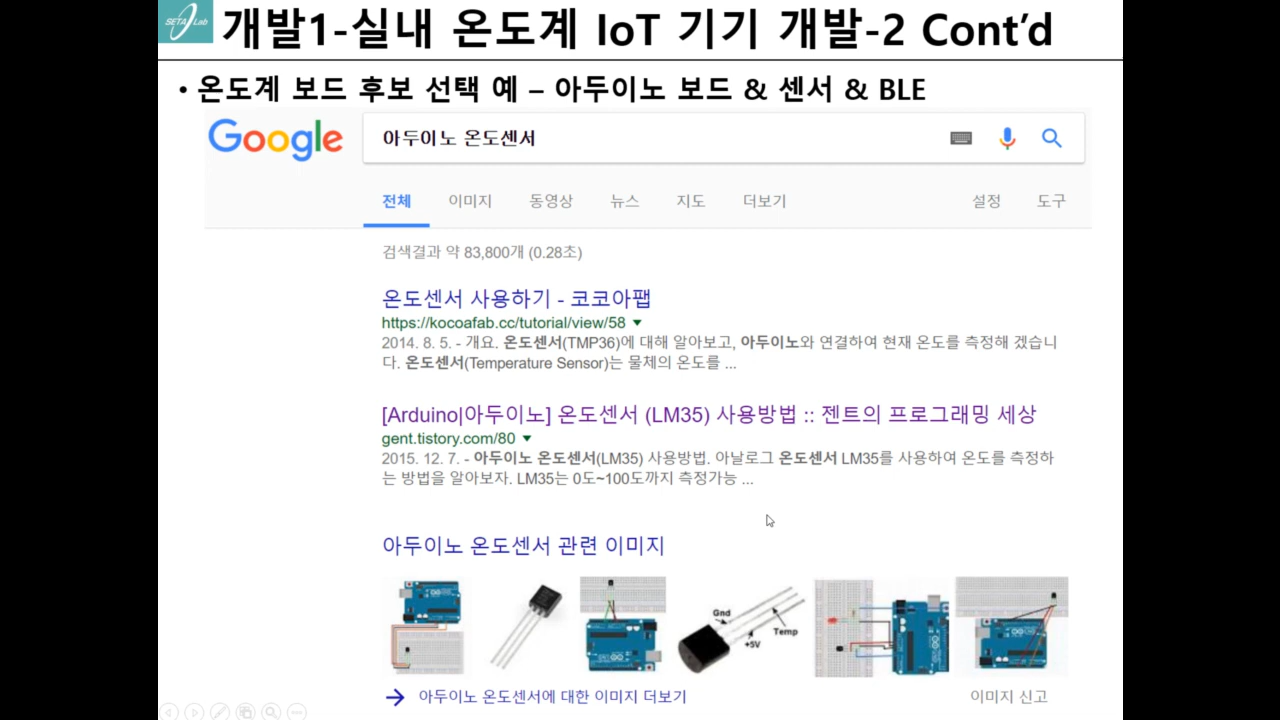 SETA Lab
개발1-실내 온도계 IoT 기기 개발-2 Cont’d
• 온도계 보드 후보 선택 예 – 아두이노 보드 & 센서 & BLE
Google
아두이노 온도센서
전체 이미지 동영상 뉴스 지도 더보기 설정 도구
검색결과 약 83,800개 (0.28초)
온도센서 사용하기 - 코코아팹
https://kocoafab.cc/tutorial/view/58
2014. 8. 5. - 개요. 온도센서(TMP36)에 대해 알아보고, 아두이노와 연결하여 현재 온도를 측정해 겠습니
다. 온도센서(Temperature Sensor)는 물체의 온도를 ...
[Arduino|아두이노] 온도센서 (LM35) 사용방법 :: 젠트의 프로그래밍 세상
gent.tistory.com/80
2015. 12. 7. - 아두이노 온도센서(LM35) 사용방법. 아날로그 온도센서 LM35를 사용하여 온도를 측정하
는 방법을 알아보자. LM35는 0도~100도까지 측정가능 ...
아두이노 온도센서 관련 이미지
Gnd
Temp
+5V
아두이노 온도센서에 대한 이미지 더보기
이미지 신고